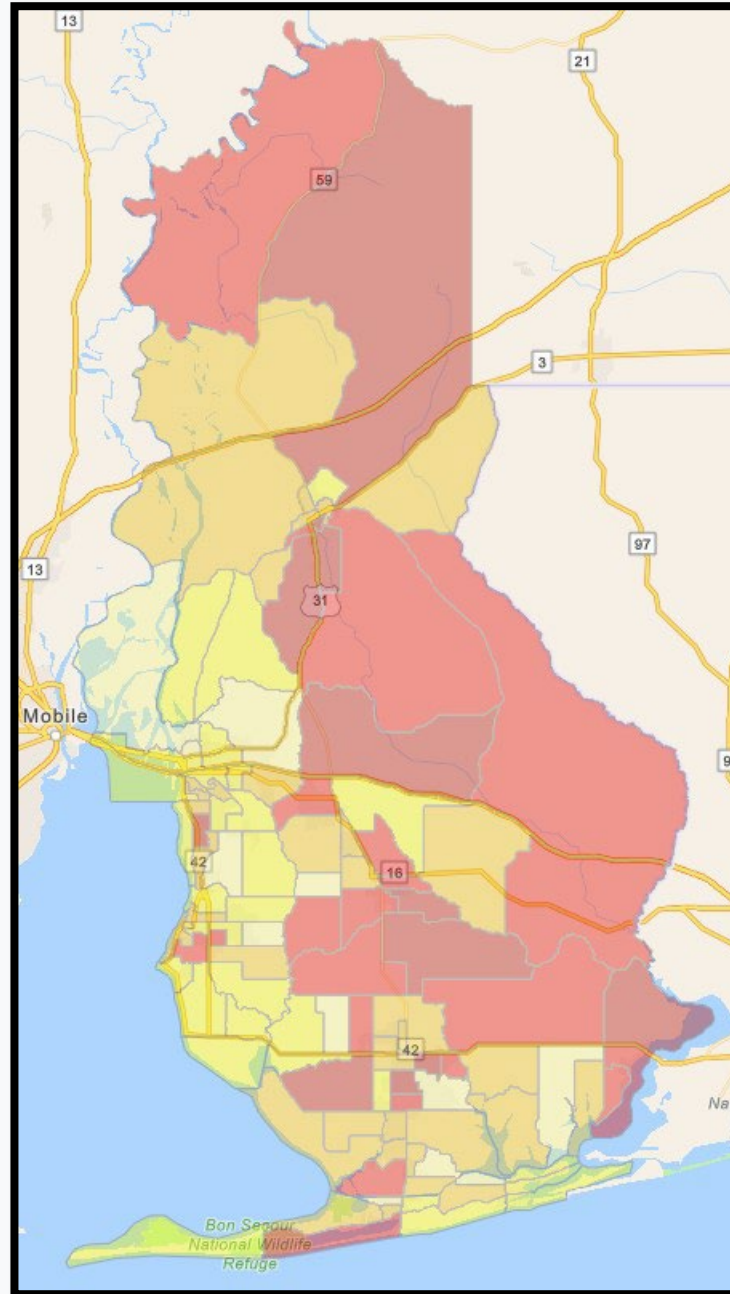 13
21
59
3
97
13
31
Mobile
9
42
16
42
Na
Bon Secour
National Wildlife
Refuge